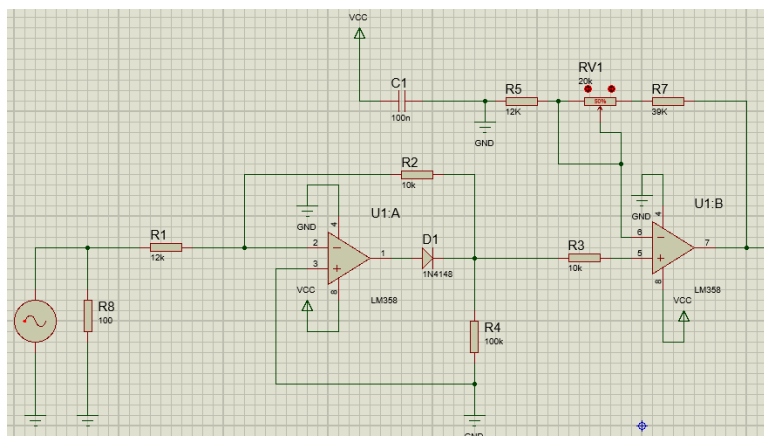 VCC
C1
100n
GND
R5
12K
RV1
20k
90%
R7
39K
R2
10k
GND
4
U1:A
R1
12k
2
3
1
8
VCC
LM358
D1
1N4148
R3
10k
GND
4
U1:B
6
5
7
8
LM358
VCC
R8
100
R4
100k
GND